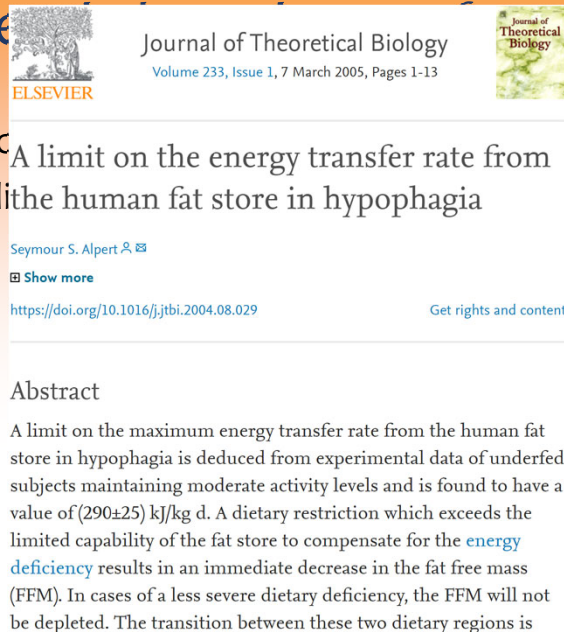 Journal of Theoretical Biology
Journal of
Theoretical
Biology
Volume 233, Issue 1, 7 March 2005, Pages 1-13
ELSEVIER
A limit on the energy transfer rate from
the human fat store in hypophagia
Seymour S. Alpert
Show more
https://doi.org/10.1016/j.jtbi.2004.08.029 Get rights and content
Abstract
A limit on the maximum energy transfer rate from the human fat
store in hypophagia is deduced from experimental data of underfed
subjects maintaining moderate activity levels and is found to have a
value of (290±25) kJ/kg d. A dietary restriction which exceeds the
limited capability of the fat store to compensate for the energy
deficiency results in an immediate decrease in the fat free mass
(FFM). In cases of a less severe dietary deficiency, the FFM will not
be depleted. The transition between these two dietary regions is